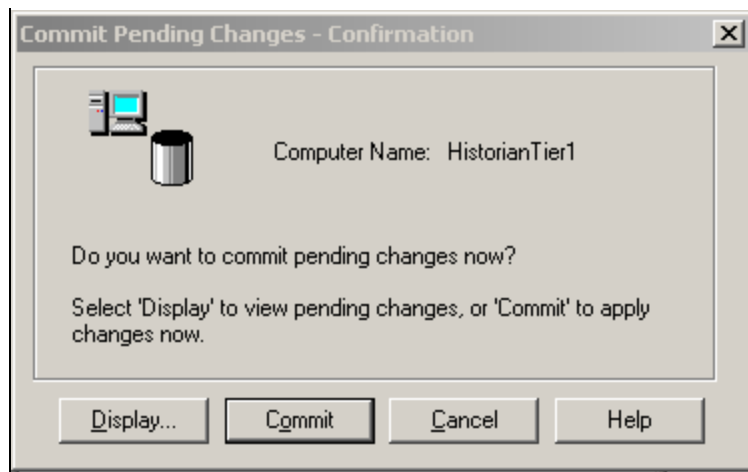 Commit Pending Changes - Confirmation
Computer Name: HistorianTier1
Do you want to commit pending changes now?
Select 'Display' to view pending changes, or 'Commit' to apply
changes now.
Display... Commit Cancel Help